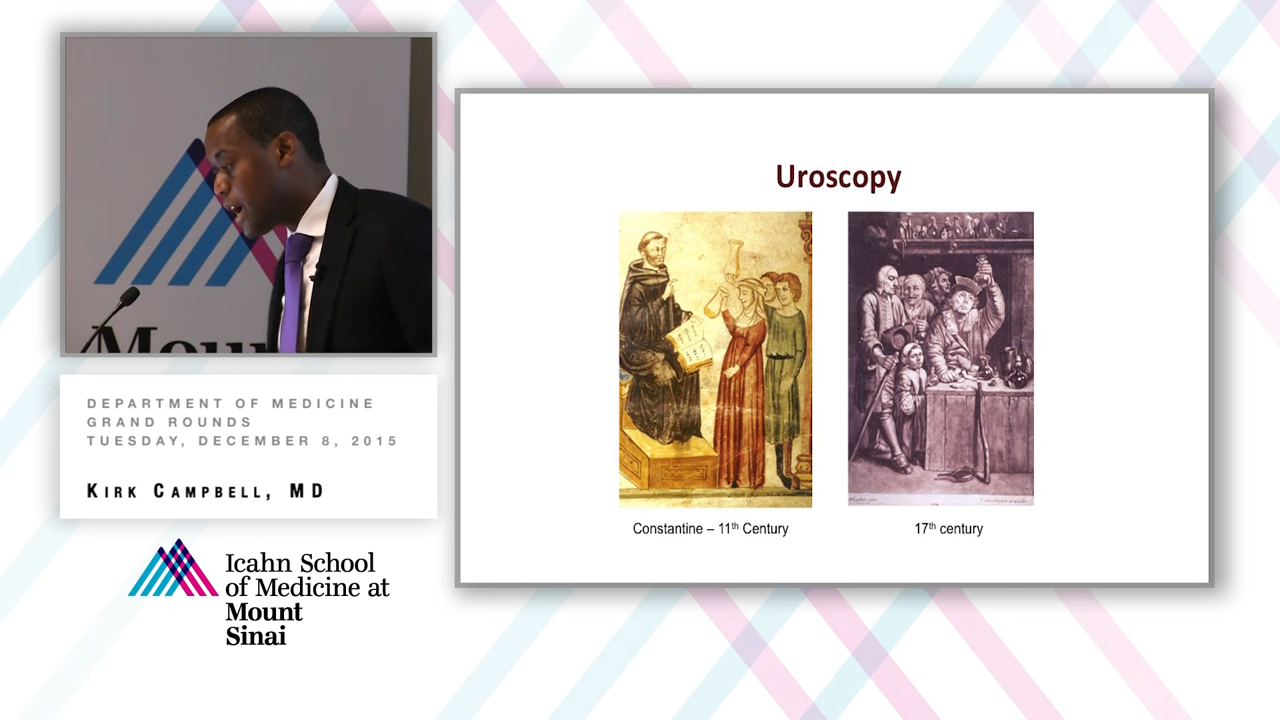 DEPARTMENT OF MEDICINE
GRAND ROUNDS
TUESDAY, DECEMBER 8, 2015
KIRK CAMPBELL, MD
Icahn School
of Medicine at
Mount
Sinai
Uroscopy
Constantine – 11th Century
17th century